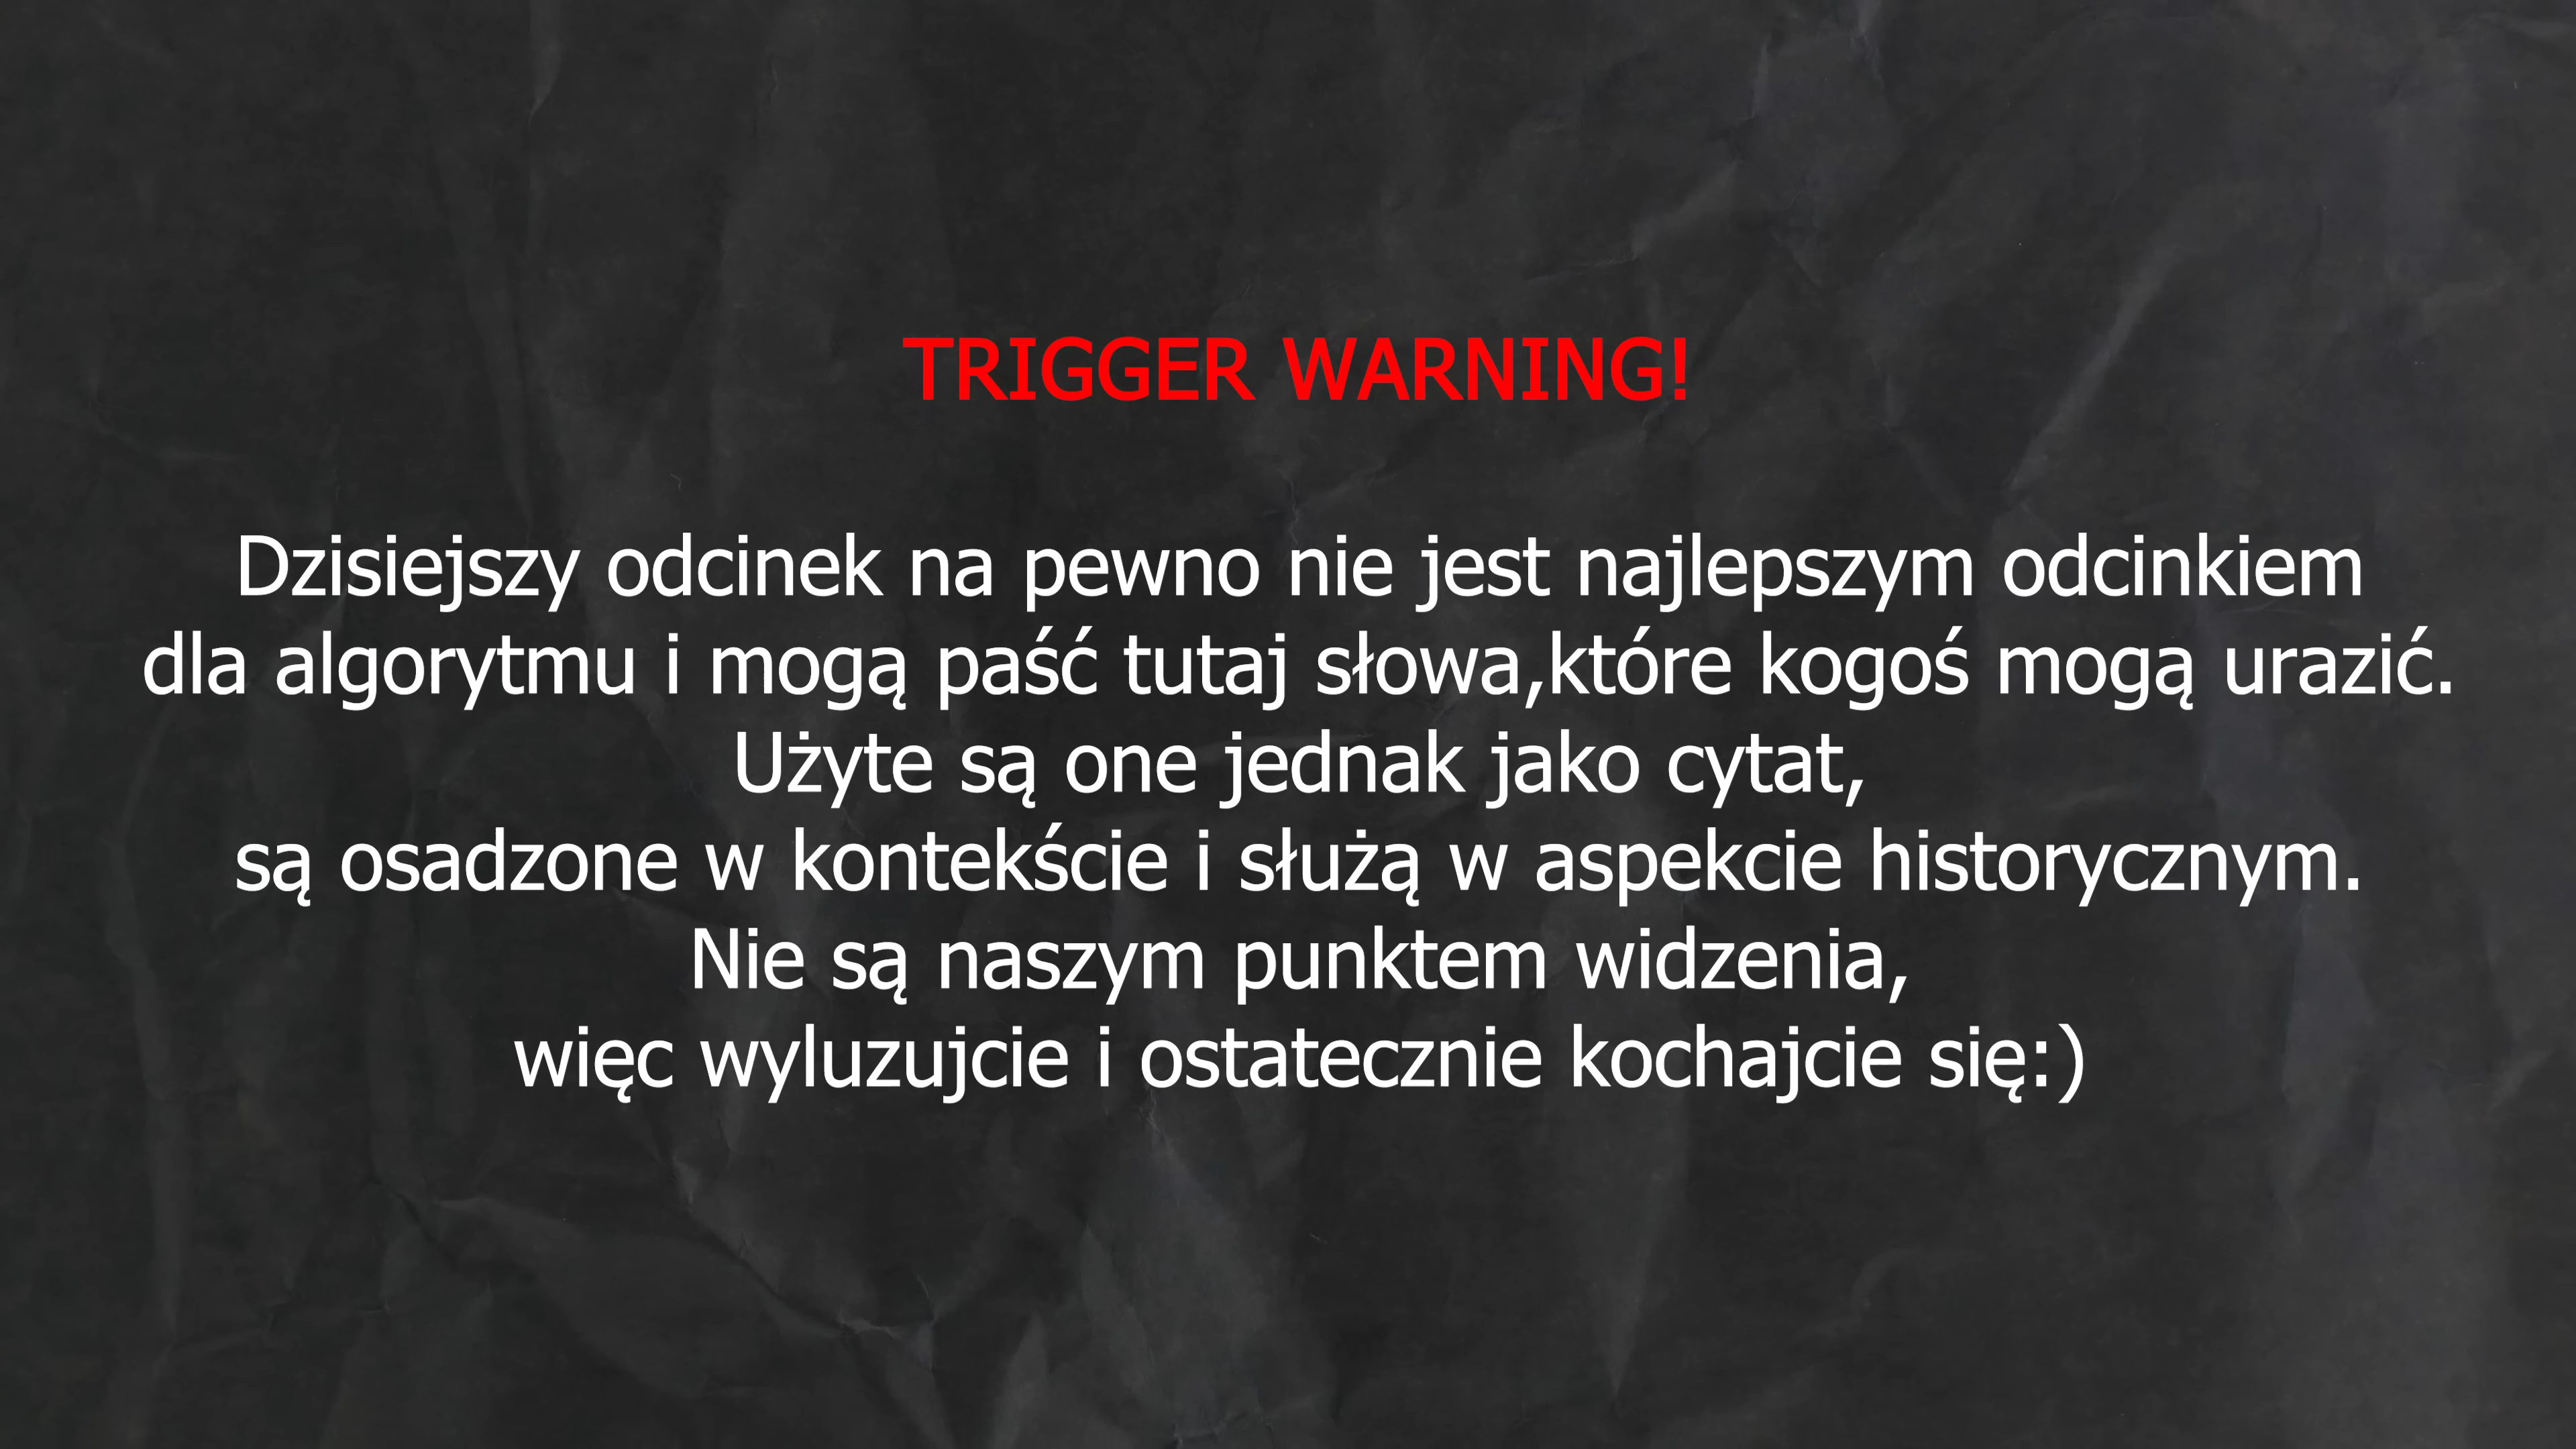 TRIGGER WARNING!
Dzisiejszy odcinek na pewno nie jest najlepszym odcinkiem
dla algorytmu i mogą paść tutaj słowa,które kogoś mogą urazić.
Użyte są one jednak jako cytat,
są osadzone w kontekście i służą w aspekcie historycznym.
Nie są naszym punktem widzenia,
więc wyluzujcie i ostatecznie kochajcie się:)